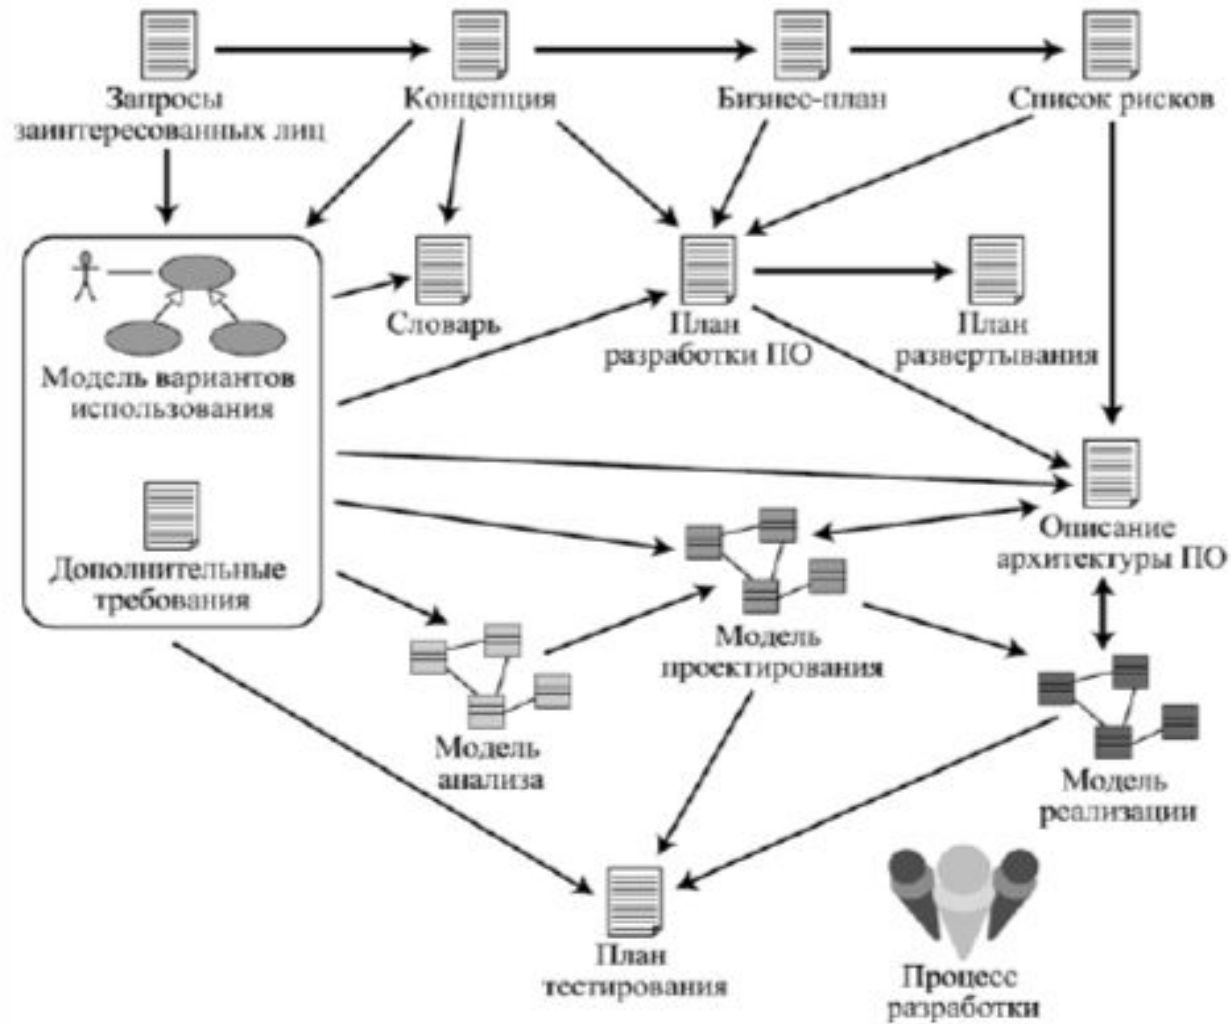 Запросы
заинтересованных лиц
Концепция
Бизнес-план
Список рисков
Модель вариантов
использования
Дополнительные
требования
Словарь
План
разработки ПО
План
развертывания
Описание
архитектуры ПО
Модель
проектирования
Модель
анализа
Модель
реализации
План
тестирования
Процесс
разработки